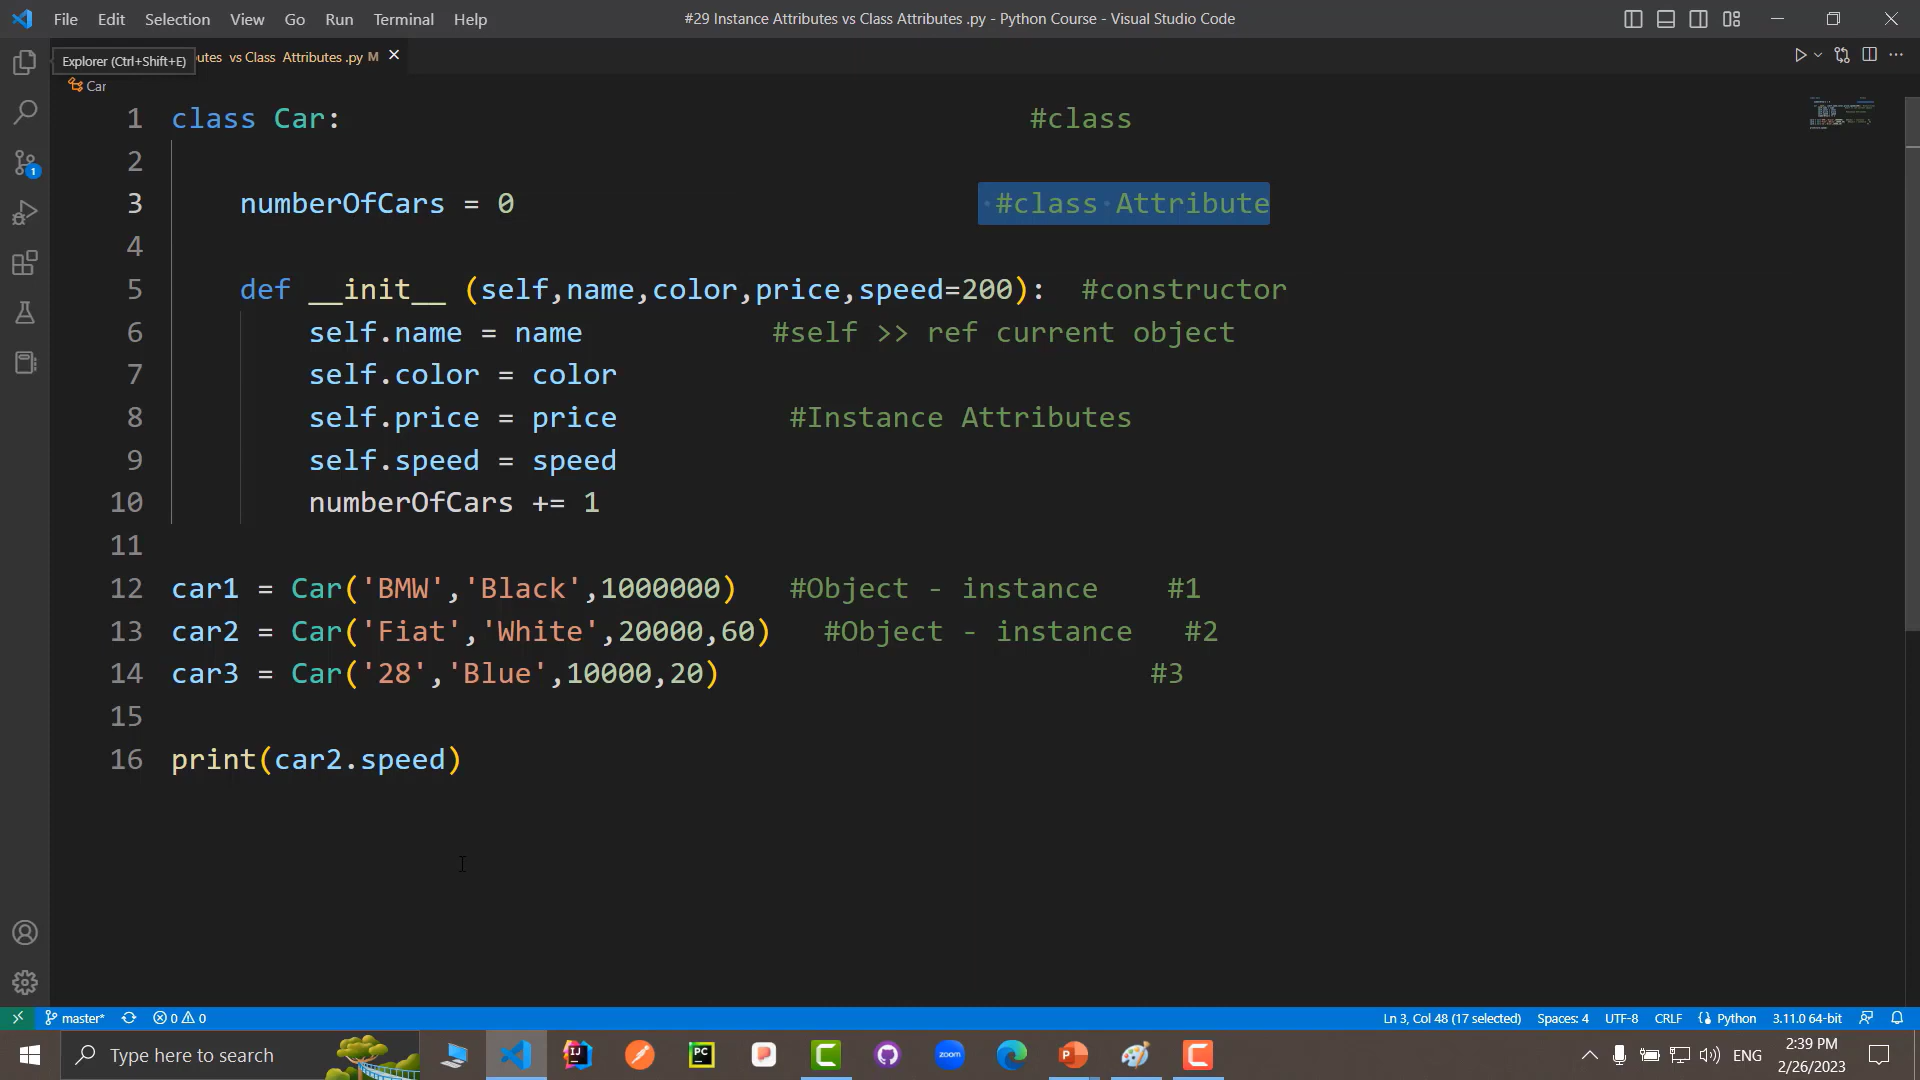 File Edit Selection View Go Run Terminal Help
#29 Instance Attributes vs Class Attributes .py - Python Course - Visual Studio Code
Explorer (Ctrl+Shift+E)
utes vs Class Attributes .py M
Car
1 class Car: #class
2
3 numberOfCars = 0 #class Attribute
4
5 def __init__ (self,name,color,price,speed=200): #constructor
6 self.name = name #self >> ref current object
7 self.color = color
8 self.price = price #Instance Attributes
9 self.speed = speed
10 numberOfCars += 1
11
12 car1 = Car('BMW','Black',1000000) #Object - instance #1
13 car2 = Car('Fiat','White',20000,60) #Object - instance #2
14 car3 = Car('28','Blue',10000,20) #3
15
16 print(car2.speed)
1
master* 0 0
Ln 3, Col 48 (17 selected) Spaces: 4 UTF-8 CRLF Python 3.11.0 64-bit
Type here to search
IJ
PC
zoom
ENG
2:39 PM
2/26/2023